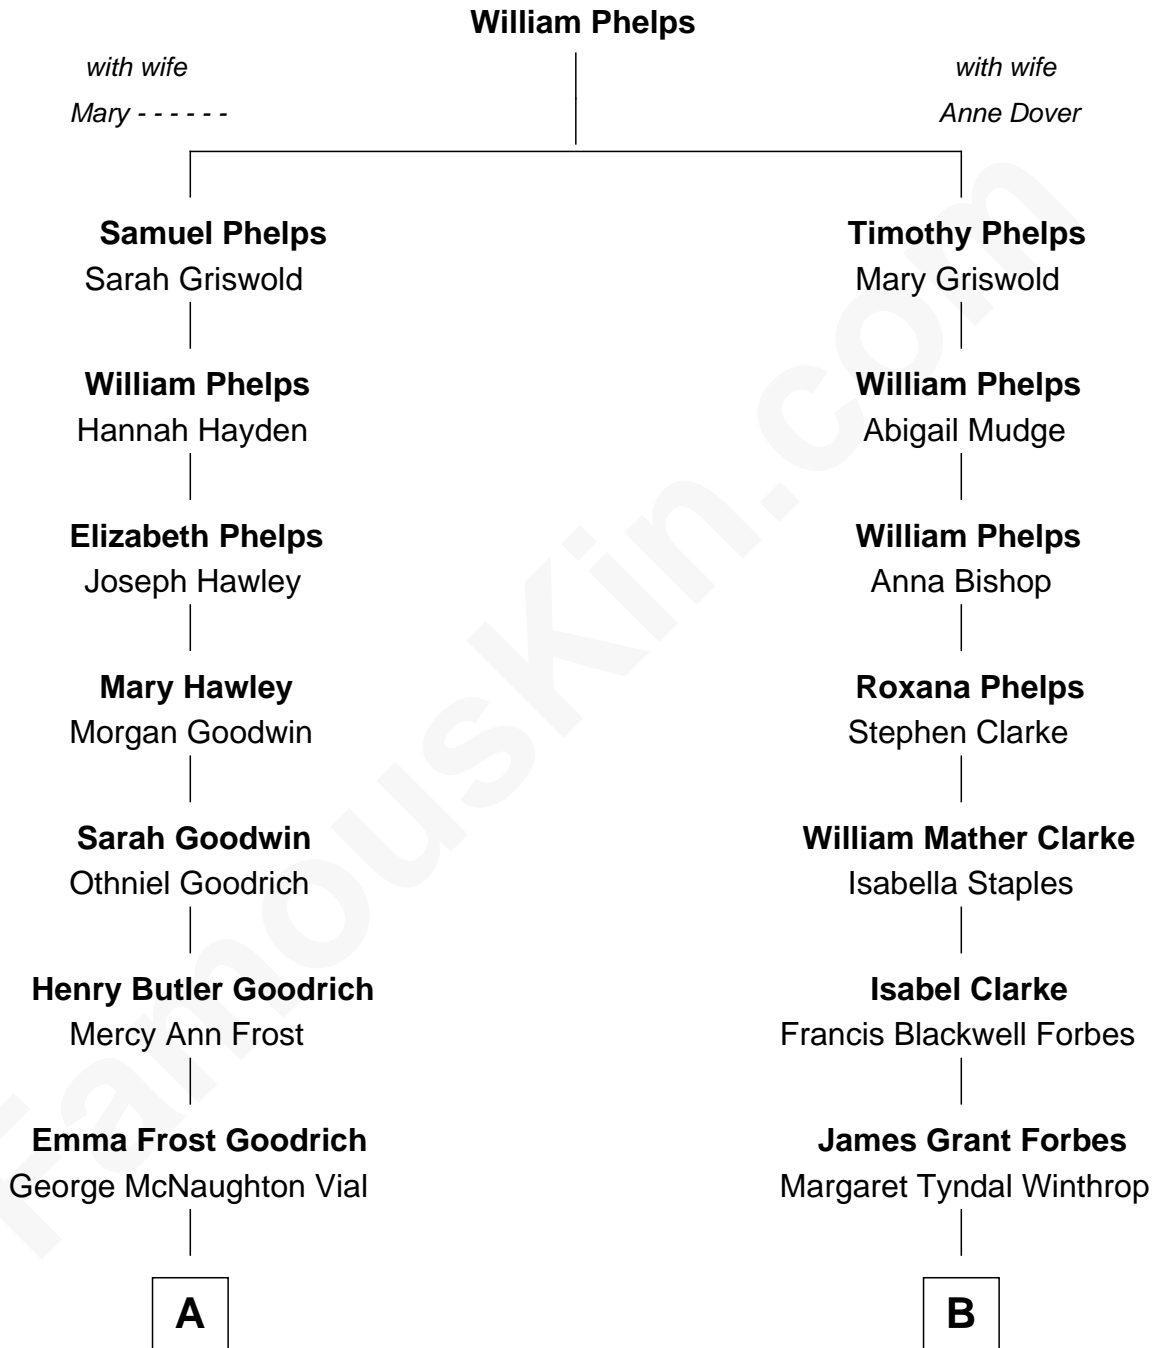 William Phelps
with wife
Mary - - - - - -
with wife
Anne Dover
Samuel Phelps
Sarah Griswold
Timothy Phelps
Mary Griswold
William Phelps
Hannah Hayden
William Phelps
Abigail Mudge
Elizabeth Phelps
Joseph Hawley
William Phelps
Anna Bishop
Mary Hawley
Morgan Goodwin
Roxana Phelps
Stephen Clarke
Sarah Goodwin
Othniel Goodrich
William Mather Clarke
Isabella Staples
Henry Butler Goodrich
Mercy Ann Frost
Isabel Clarke
Francis Blackwell Forbes
Emma Frost Goodrich
George McNaughton Vial
James Grant Forbes
Margaret Tyndal Winthrop
A
B
FamousKin.com